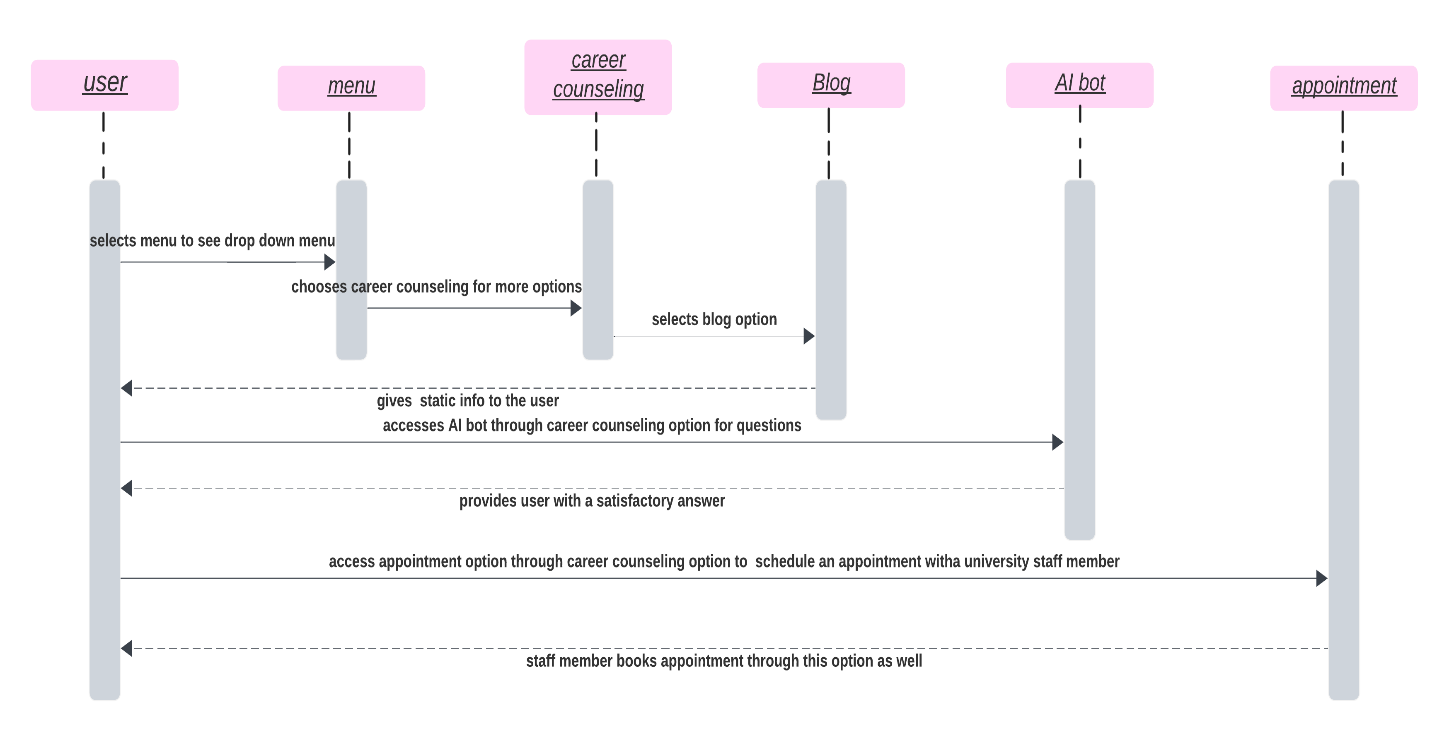 user
menu
career
counseling
Blog
AI bot
appointment
selects menu to see drop down menu
chooses career counseling for more options
selects blog option
gives  static info to the user
accesses AI bot through career counseling option for questions
provides user with a satisfactory answer
access appointment option through career counseling option to  schedule an appointment witha university staff member
staff member books appointment through this option as well